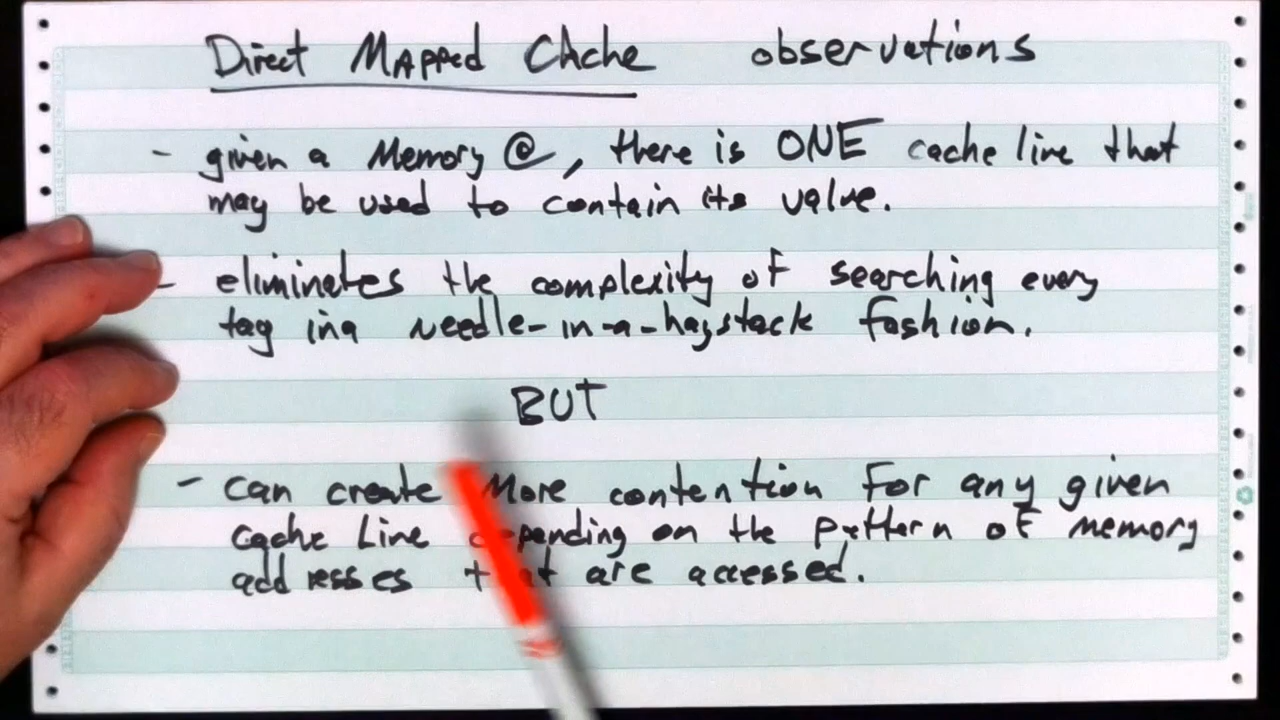 Direct Mapped Cache observations
- given a Memory @, there is ONE cache line that
may be used to contain its value.
- eliminates the complexity of searching every
tag in a needle-in-a-haystack fashion.
BUT
- can create more contention for any given
cache line depending on the pattern of memory
addresses that are accessed.